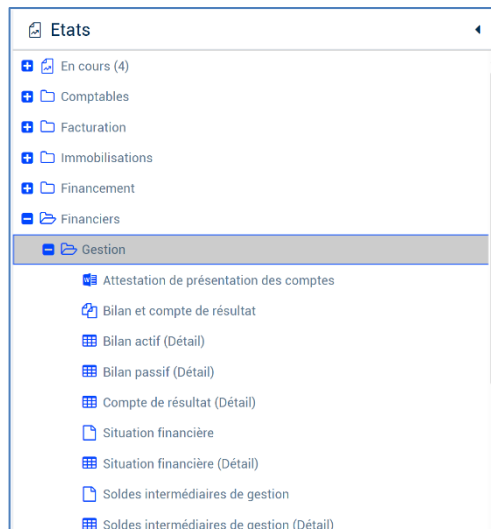 Etats
En cours (4)
Comptables
Facturation
Immobilisations
Financement
Financiers
Gestion
Attestation de présentation des comptes
Bilan et compte de résultat
Bilan actif (Détail)
Bilan passif (Détail)
Compte de résultat (Détail)
Situation financière
Situation financière (Détail)
Soldes intermédiaires de gestion
Soldes intermédiaires de gestion (Détail)